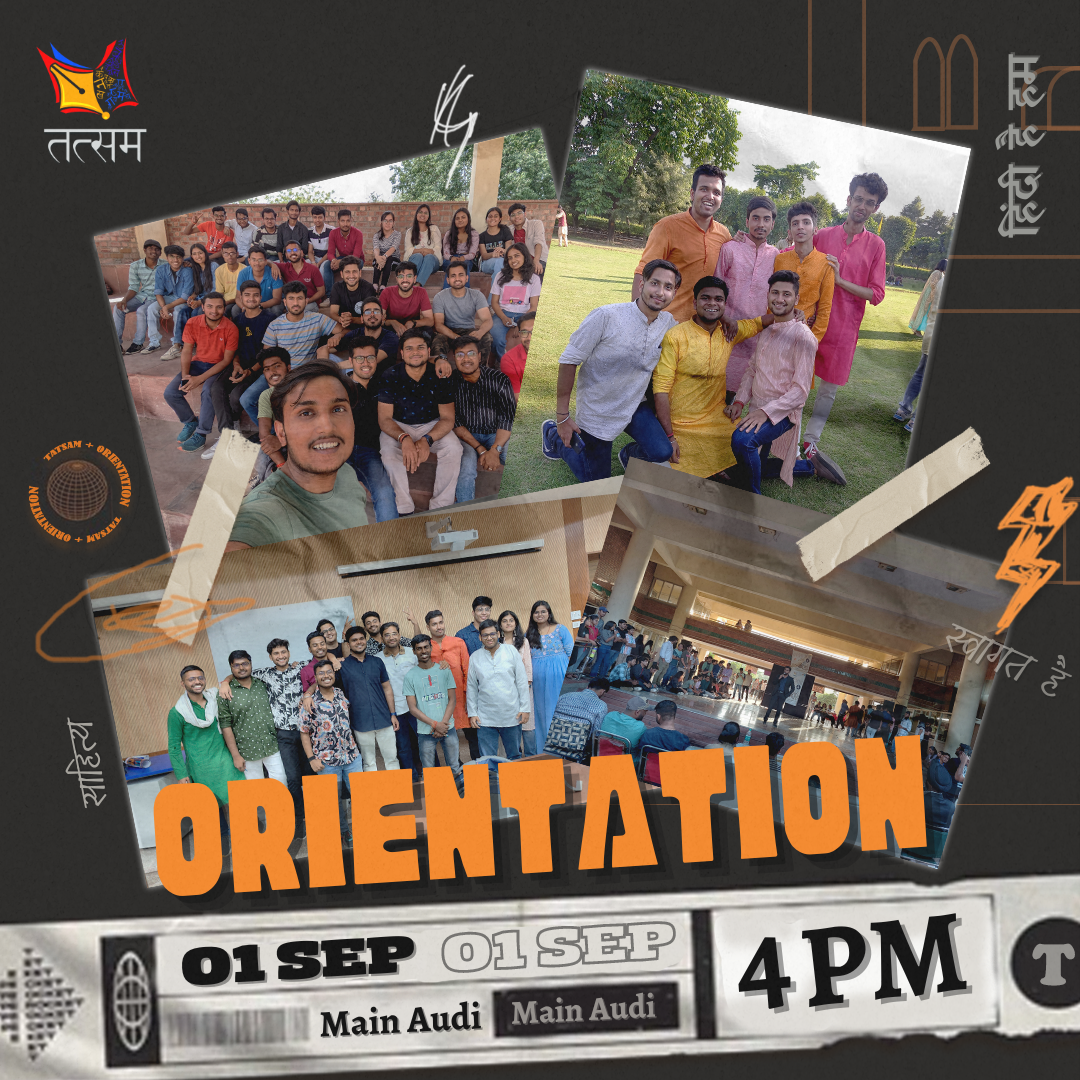 तत्सम
हिंदी है हम
TATSAM + ORIENTATION TATSAM + ORIENTATION
स्वागत
साहित्य
ORIENTATION
01 SEP 01 SEP
4 PM
Main Audi Main Audi
T